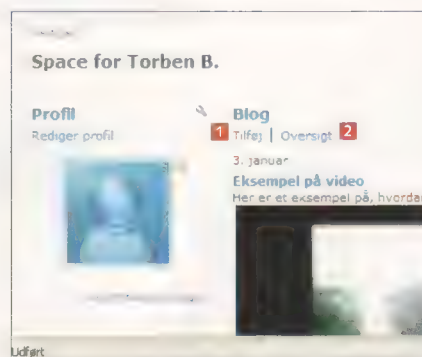 Space for Torben B.
Profil
Rediger profil
Blog
1 Tilføj | Oversigt 2
3. januar
Eksempel på video
Her er et eksempel på, hvordan
Udført